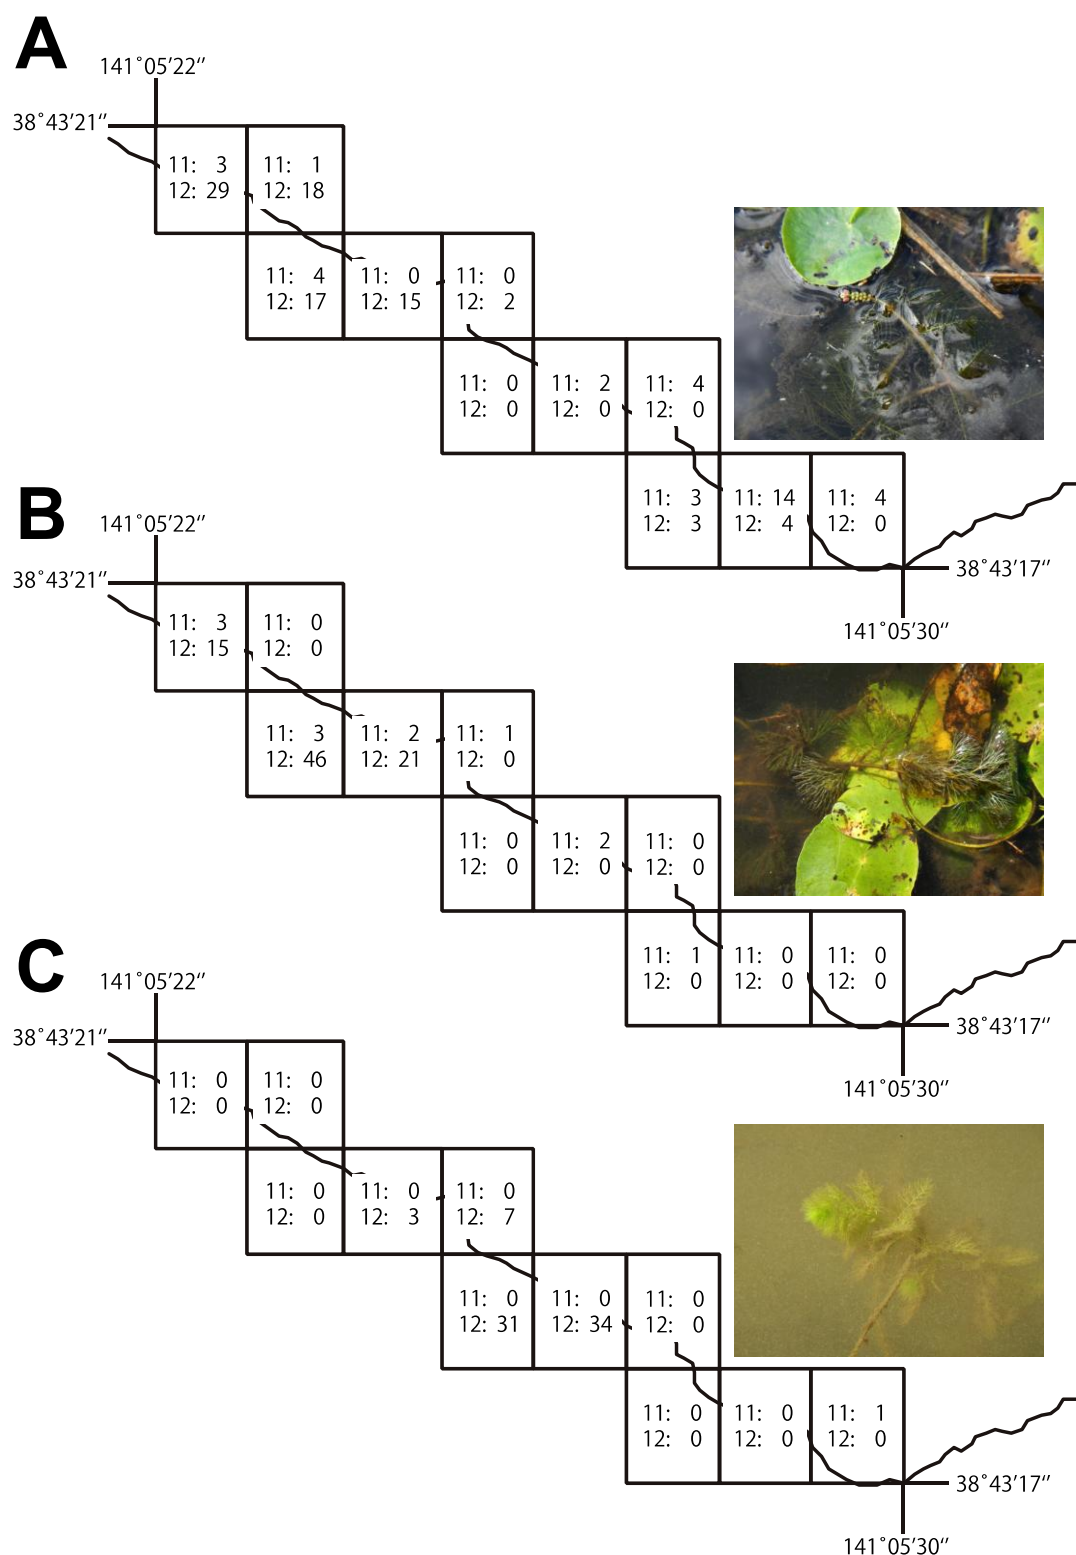 A
141˚05′22″
38˚43′21″
11: 3 11: 1
12: 29 12: 18
11: 4 11: 0 11: 0
12: 17 12: 15 12: 2
11: 0 11: 2 11: 4
12: 0 12: 0 12: 0
11: 3 11: 14 11: 4
12: 3 12: 4 12: 0
38˚43′17″
141˚05′30″
B
141˚05′22″
38˚43′21″
11: 3 11: 0
12: 15 12: 0
11: 3 11: 2 11: 1
12: 46 12: 21 12: 0
11: 0 11: 2 11: 0
12: 0 12: 0 12: 0
11: 1 11: 0 11: 0
12: 0 12: 0 12: 0
38˚43′17″
141˚05′30″
C
141˚05′22″
38˚43′21″
11: 0 11: 0
12: 0 12: 0
11: 0 11: 0 11: 0
12: 0 12: 3 12: 7
11: 0 11: 0 11: 0
12: 31 12: 34 12: 0
11: 0 11: 0 11: 1
12: 0 12: 0 12: 0
38˚43′17″
141˚05′30″